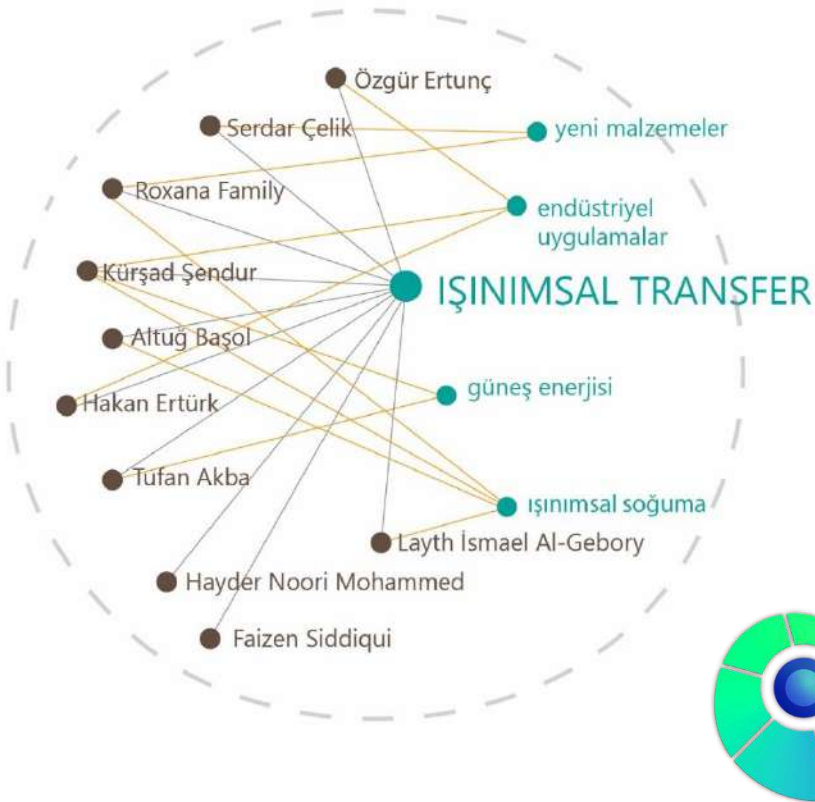 Özgür Ertunç
Serdar Çelik
yeni malzemeler
Roxana Family
endüstriyel
uygulamalar
Kürşad Şendur
IŞINIMSAL TRANSFER
Altuğ Başol
güneş enerjisi
Hakan Ertürk
Tufan Akba
ışınımsal soğuma
Layth İsmael Al-Gebory
Hayder Noori Mohammed
Faizen Siddiqui